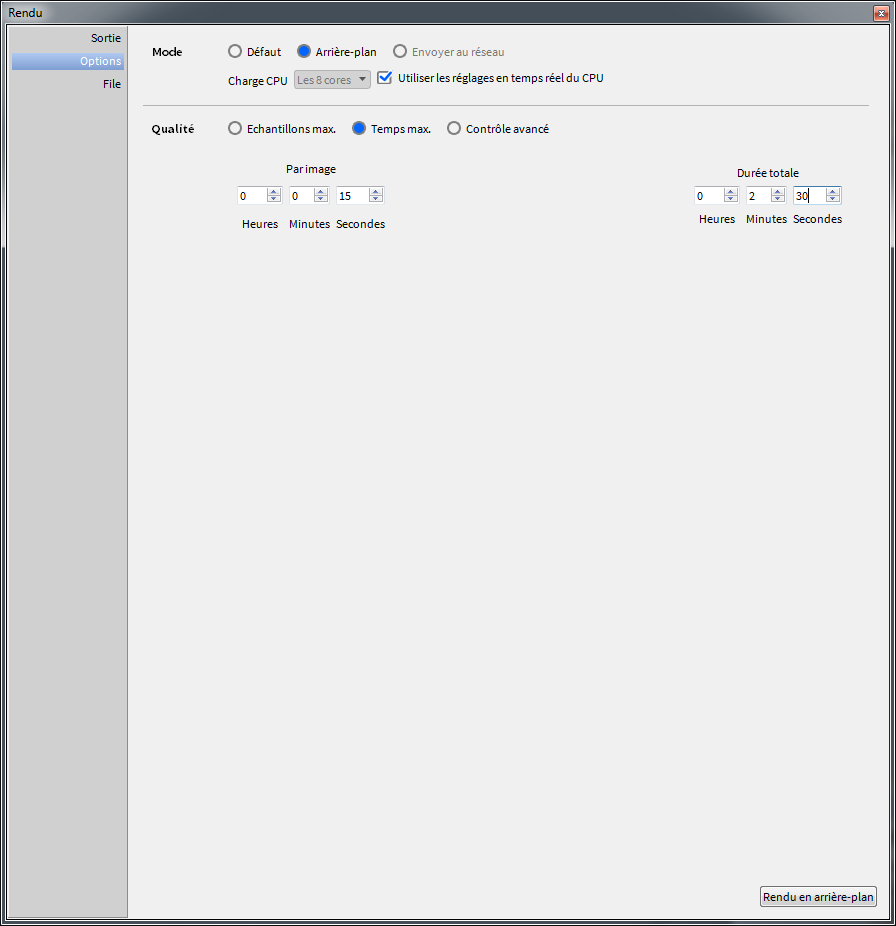 Rendu
Sortie
Options
File
Mode Défaut Arrière-plan Envoyer au réseau
Charge CPU Les 8 cores Utiliser les réglages en temps réel du CPU
Qualité Echantillons max. Temps max. Contrôle avancé
Par image
0 0 15
Heures Minutes Secondes
Durée totale
0 2 30
Heures Minutes Secondes
Rendu en arrière-plan